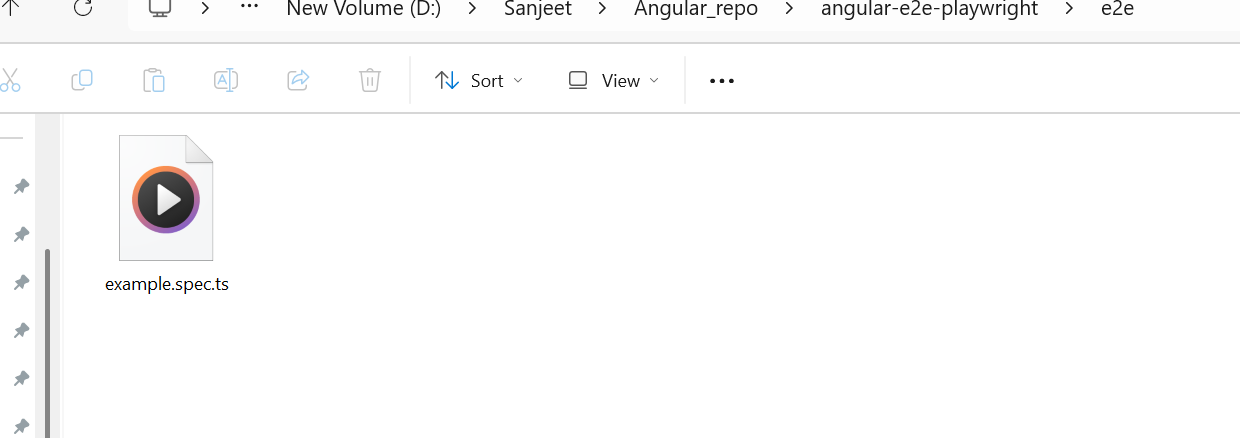 New Volume (D:) > Sanjeet > Angular_repo > angular-e2e-playwright > e2e
Sort View
example.spec.ts